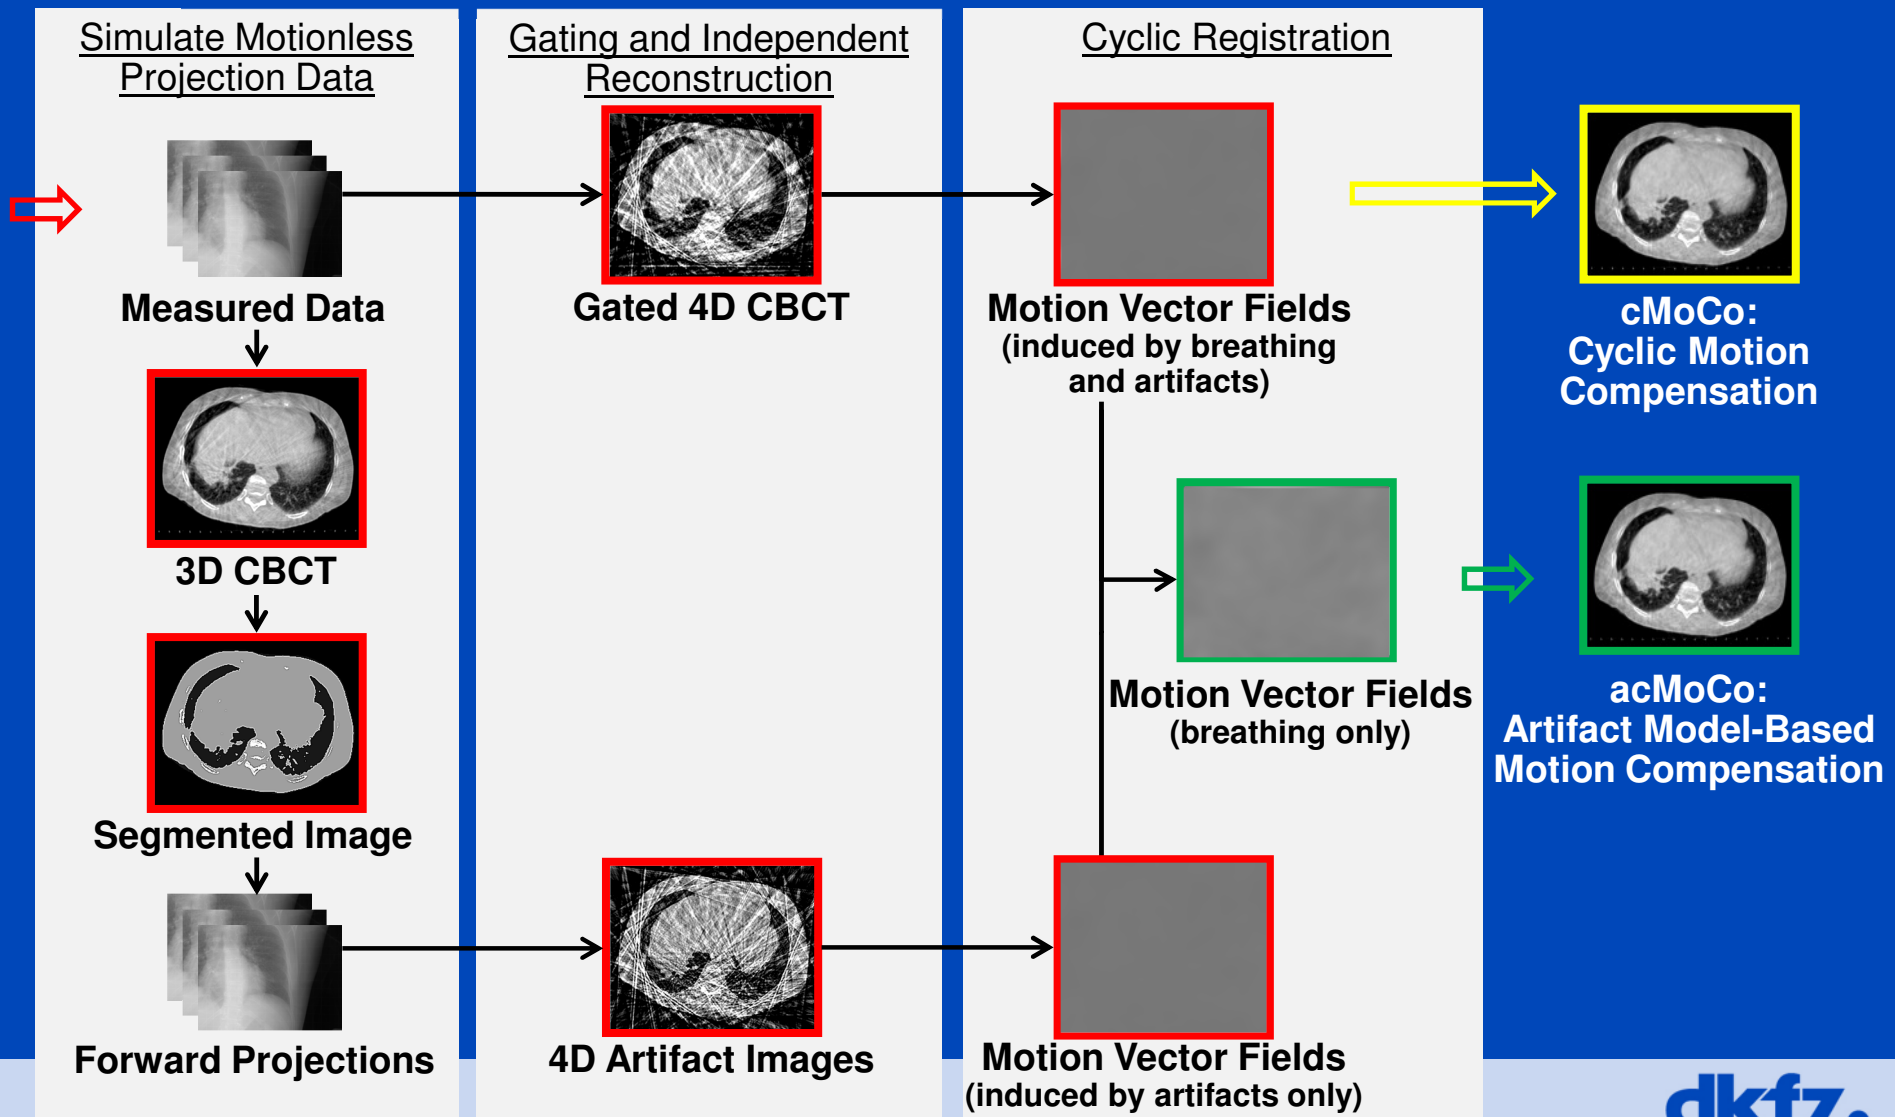 Simulate Motionless
Projection Data
Measured Data
3D CBCT
Segmented Image
Forward Projections
Gating and Independent
Reconstruction
Gated 4D CBCT
4D Artifact Images
Cyclic Registration
Motion Vector Fields
(induced by breathing
and artifacts)
Motion Vector Fields
(breathing only)
Motion Vector Fields
(induced by artifacts only)
cMoCo:
Cyclic Motion
Compensation
acMoCo:
Artifact Model-Based
Motion Compensation
dkfz.